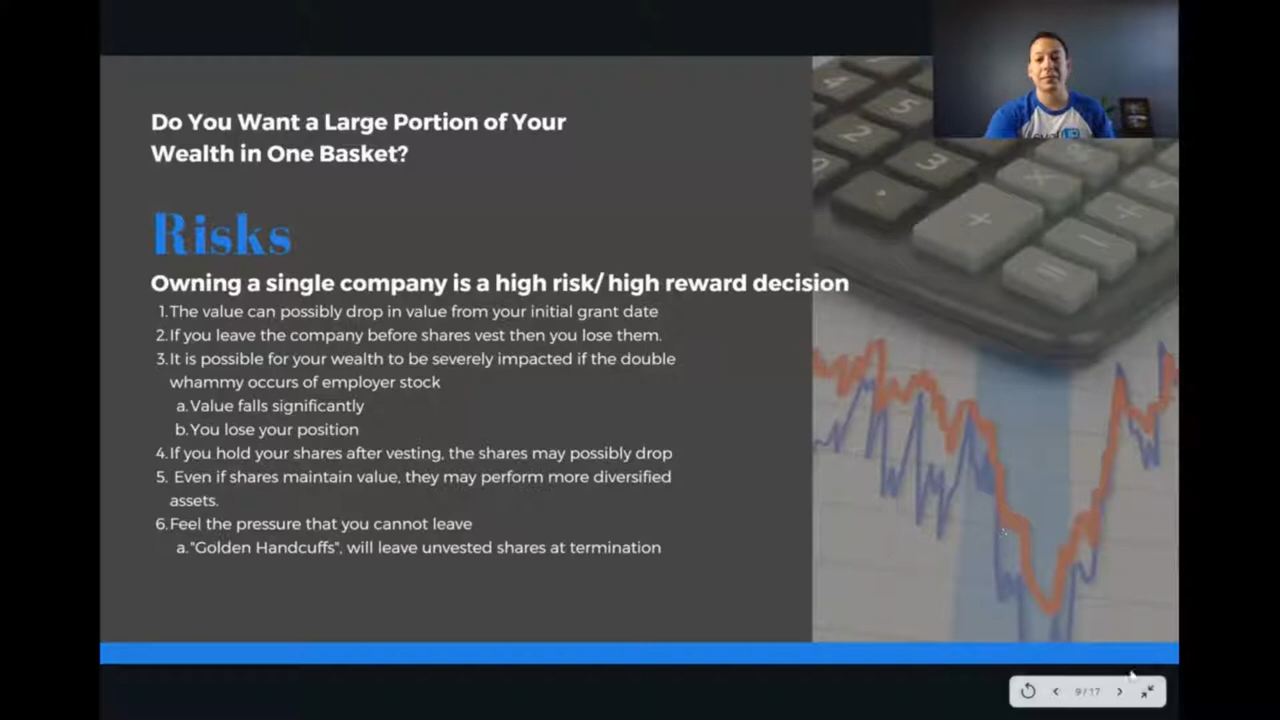 Do You Want a Large Portion of Your
Wealth in One Basket?
Risks
Owning a single company is a high risk/ high reward decision
1.The value can possibly drop in value from your initial grant date
2.If you leave the company before shares vest then you lose them.
3.It is possible for your wealth to be severely impacted if the double
whammy occurs of employer stock
a.Value falls significantly
b.You lose your position
4.If you hold your shares after vesting, the shares may possibly drop
5. Even if shares maintain value, they may perform more diversified
assets.
6.Feel the pressure that you cannot leave
a."Golden Handcuffs", will leave unvested shares at termination
4
5
2
3
9/17